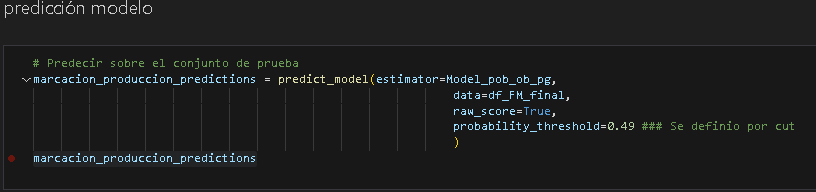 predicción modelo
# Predecir sobre el conjunto de prueba
marcacion_produccion_predictions = predict_model(estimator=Model_pob_ob_pg,
data=df_FM_final,
raw_score=True,
probability_threshold=0.49 ### Se definio por cut
)
marcacion_produccion_predictions